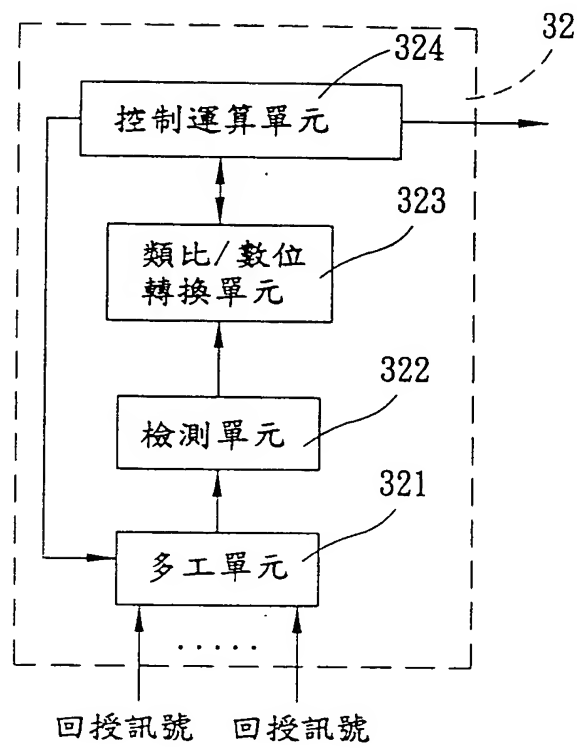 32
324
控制運算單元
323
類比/數位
轉換單元
322
檢測單元
321
多工單元
.....
回授訊號 回授訊號